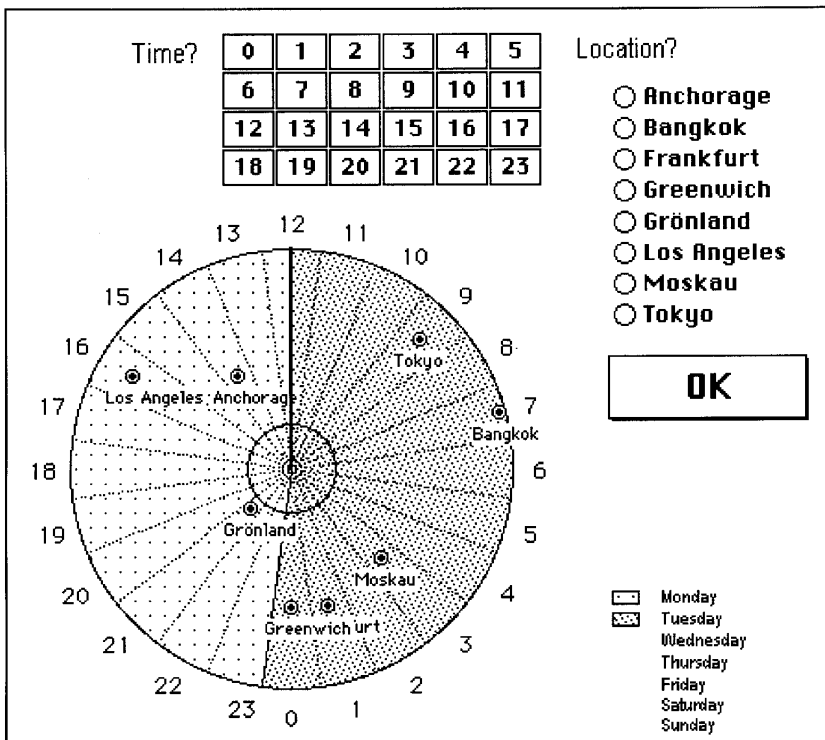 Time?
0 1 2 3 4 5
6 7 8 9 10 11
12 13 14 15 16 17
18 19 20 21 22 23
Location?
Anchorage
Bangkok
Frankfurt
Greenwich
Grönland
Los Angeles
Moskau
Tokyo
OK
12
13 11
14 10
15 9
16 8
17 7
18 6
19 5
20 4
21 3
22 2
23 1
0
Tokyo
Los Angeles Anchorage
Bangkok
Grönland
Moskau
Greenwich urt
Monday
Tuesday
Wednesday
Thursday
Friday
Saturday
Sunday